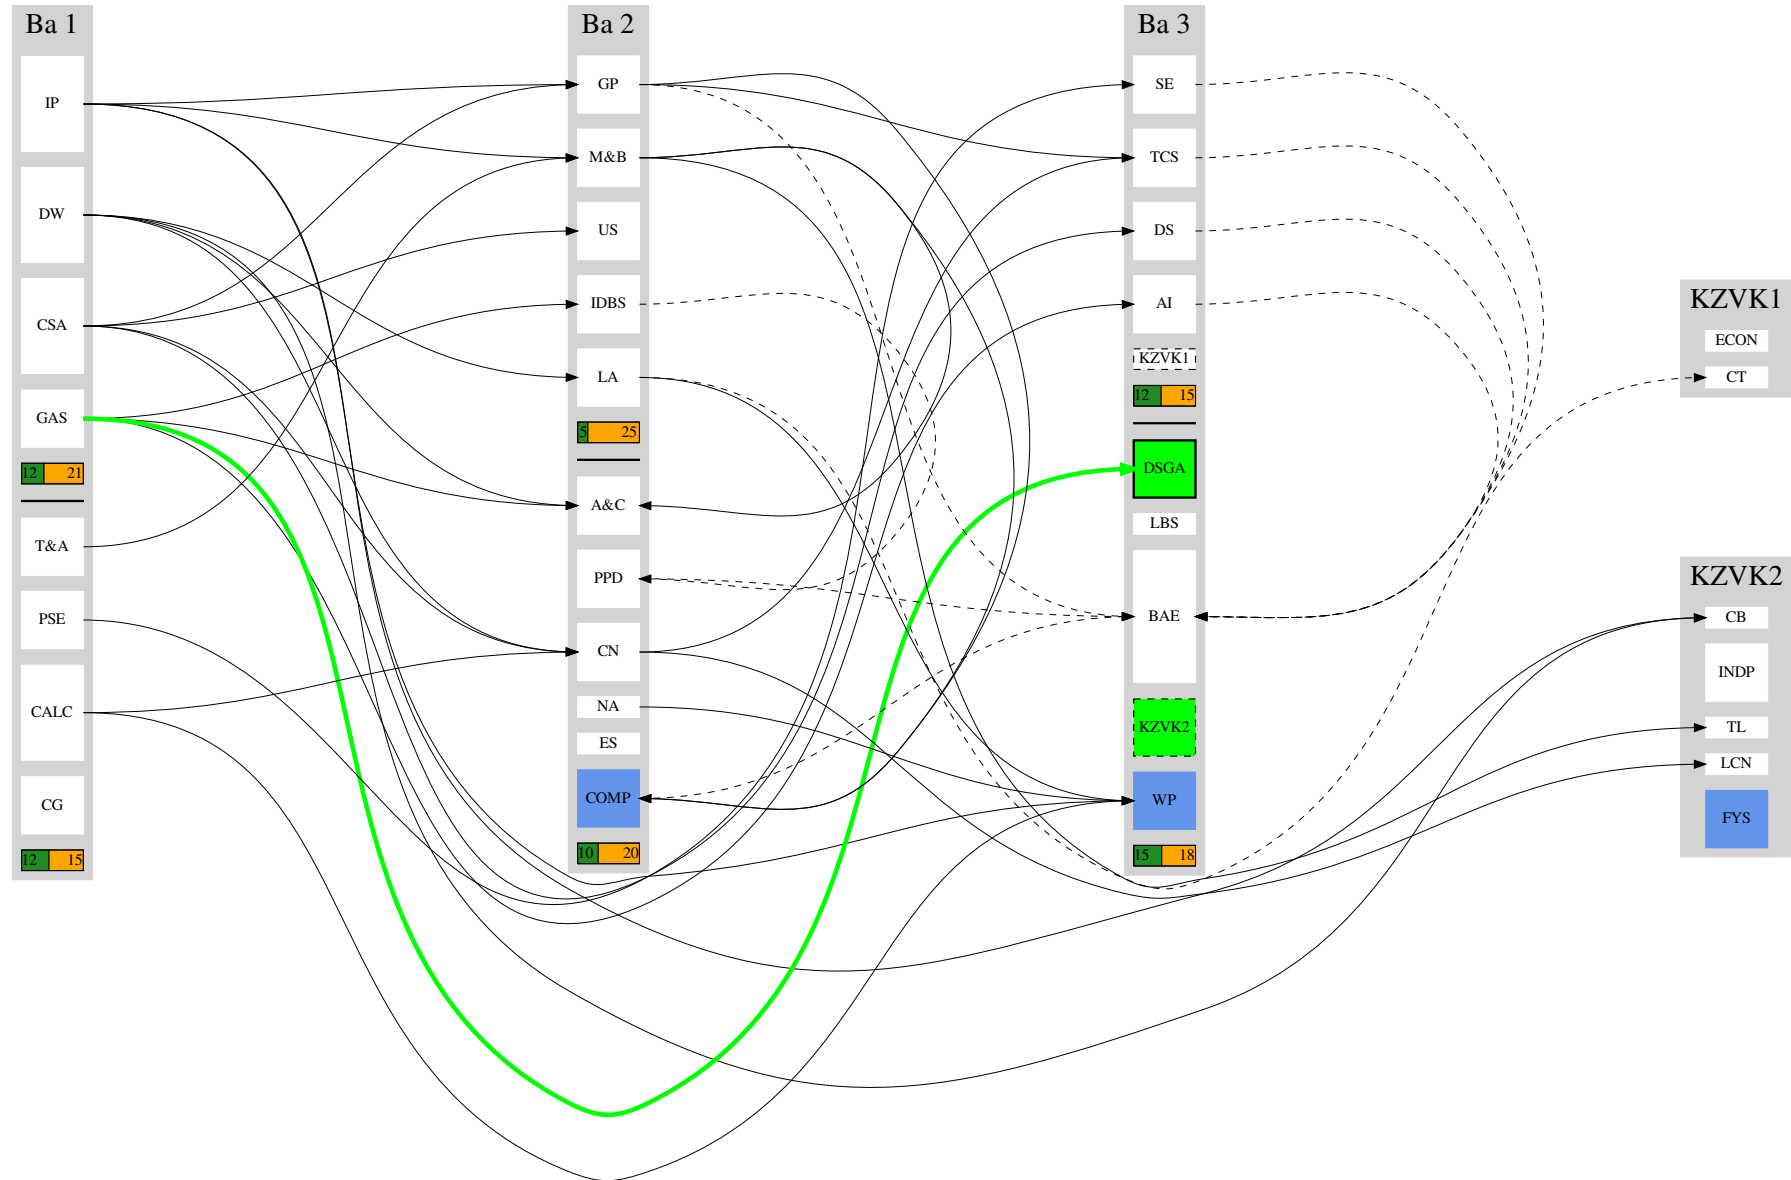 Ba 1
IP
DW
CSA
GAS
12 21
T&A
PSE
CALC
CG
12 15
Ba 2
GP
M&B
US
IDBS
LA
5 25
A&C
PPD
CN
NA
ES
COMP
10 20
Ba 3
SE
TCS
DS
AI
KZVK1
12 15
DSGA
LBS
BAE
KZVK2
WP
15 18
KZVK1
ECON
CT
KZVK2
CB
INDP
TL
LCN
FYS